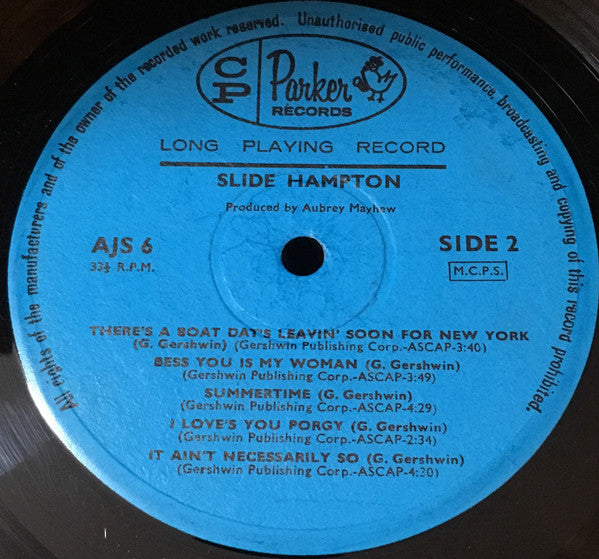 All rights of the manufacturers and of the owner of the recorded work reserved. Unauthorised public performance, broadcasting and copying of this record prohibited.
CP Parker
RECORDS
LONG PLAYING RECORD
SLIDE HAMPTON
Produced by Aubrey Mayhew
AJS 6 SIDE 2
33⅓ R.P.M. M.C.P.S.
THERE'S A BOAT DAT'S LEAVIN' SOON FOR NEW YORK
(G. Gershwin) (Gershwin Publishing Corp.-ASCAP-3:40)
BESS YOU IS MY WOMAN (G. Gershwin)
(Gershwin Publishing Corp.-ASCAP-3:49)
SUMMERTIME (G. Gershwin)
(Gershwin Publishing Corp.-ASCAP-4:29)
I LOVE'S YOU PORGY (G. Gershwin)
(Gershwin Publishing Corp.-ASCAP-2:34)
IT AIN'T NECESSARILY SO (G. Gershwin)
(Gershwin Publishing Corp.-ASCAP-4:30)